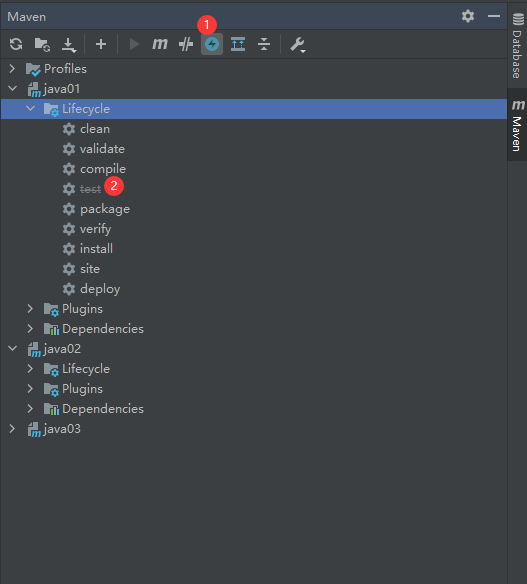 Maven
1
m
Profiles
java01
Lifecycle
clean
validate
compile
test 2
package
verify
install
site
deploy
Plugins
Dependencies
java02
Lifecycle
Plugins
Dependencies
java03
Database
m Maven